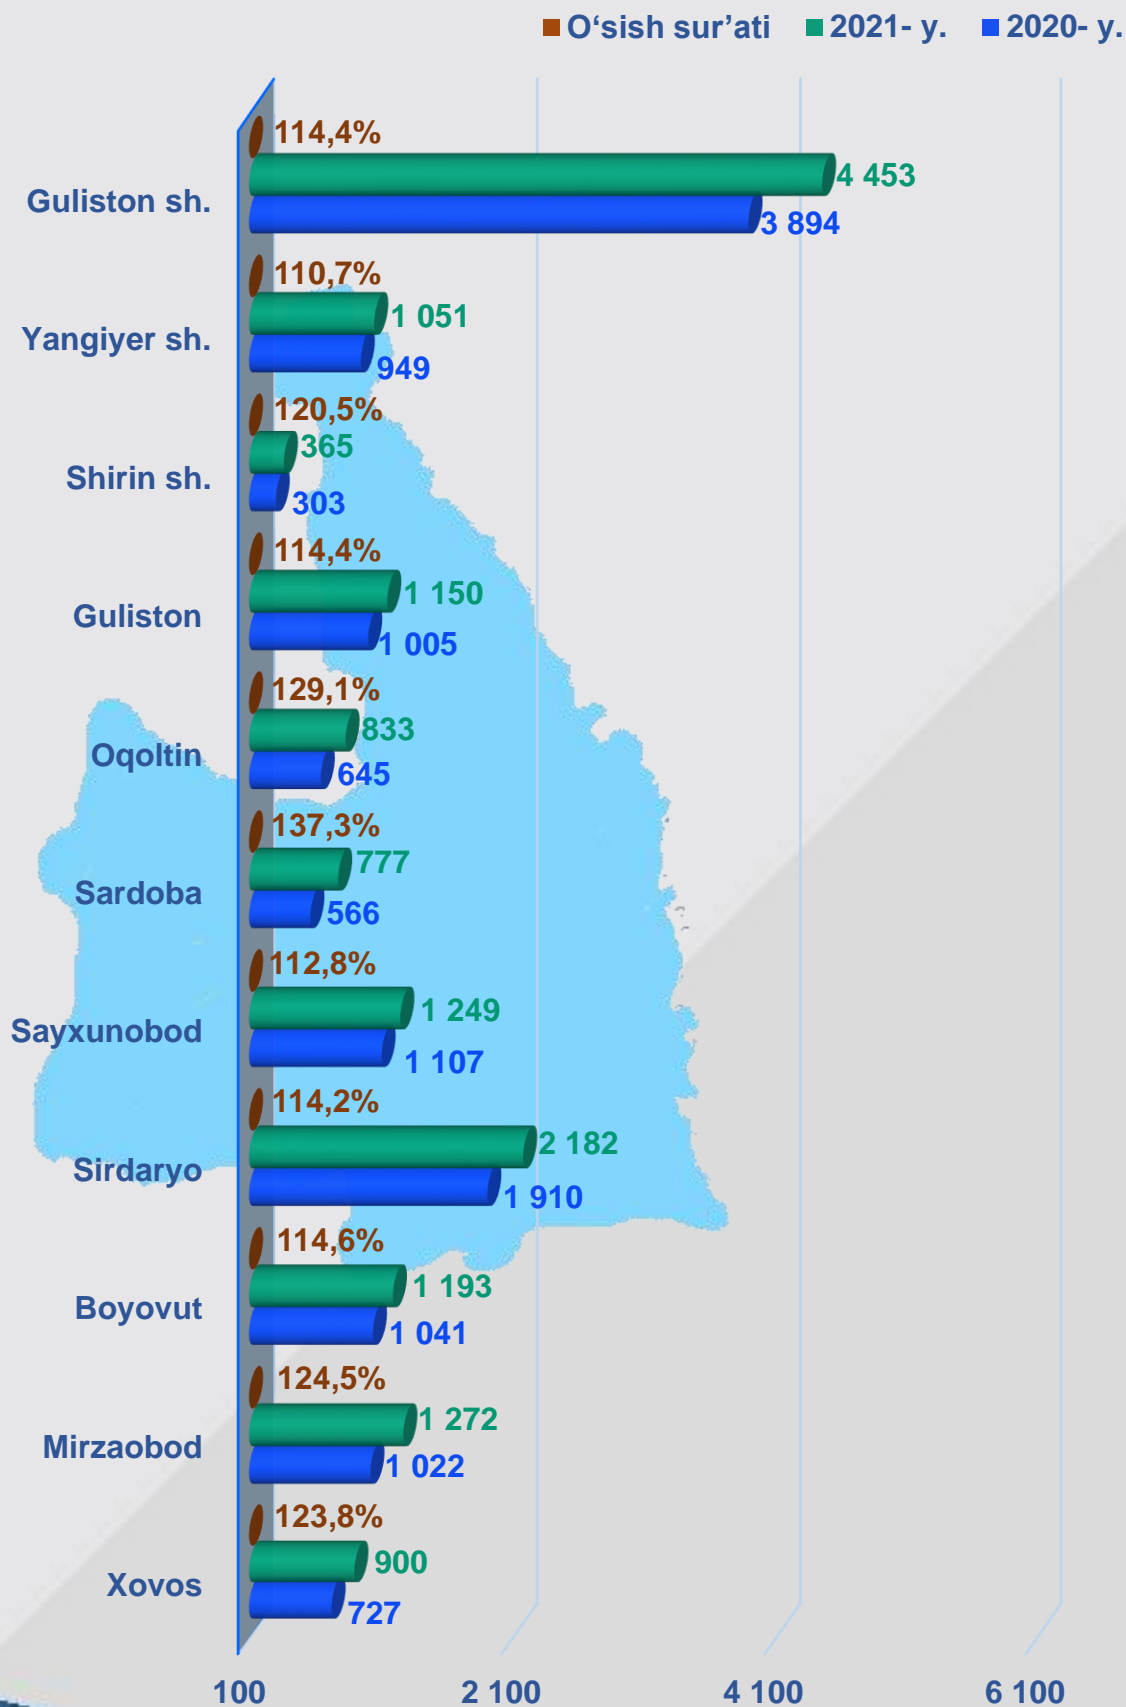 O‘sish sur’ati 2021- y. 2020- y.
114,4%
Guliston sh.
4 453
3 894
110,7%
Yangiyer sh.
1 051
949
120,5%
Shirin sh.
365
303
114,4%
Guliston
1 150
1 005
129,1%
Oqoltin
833
645
137,3%
Sardoba
777
566
112,8%
Sayxunobod
1 249
1 107
114,2%
Sirdaryo
2 182
1 910
114,6%
Boyovut
1 193
1 041
124,5%
Mirzaobod
1 272
1 022
123,8%
Xovos
900
727
100 2 100 4 100 6 100